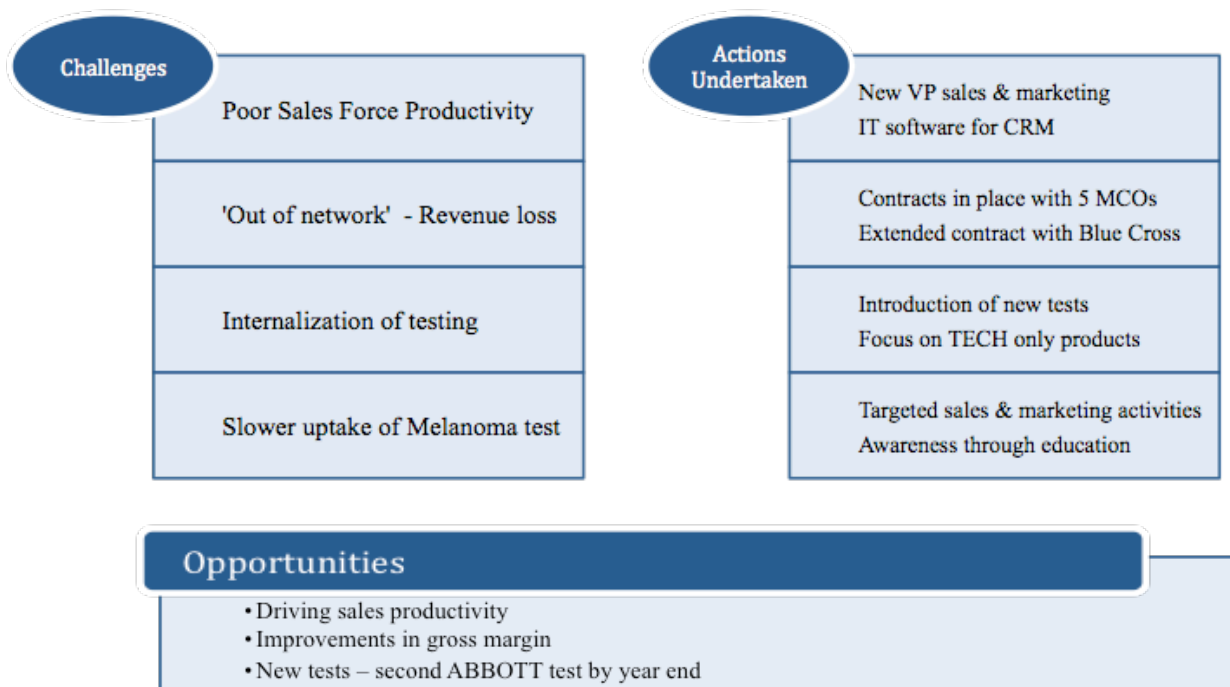 Challenges
Poor Sales Force Productivity
'Out of network'  - Revenue loss
Internalization of testing
Slower uptake of Melanoma test
Actions
Undertaken
New VP sales & marketing
IT software for CRM
Contracts in place with 5 MCOs
Extended contract with Blue Cross
Introduction of new tests
Focus on TECH only products
Targeted sales & marketing activities
Awareness through education
Opportunities
• Driving sales productivity
• Improvements in gross margin
• New tests – second ABBOTT test by year end